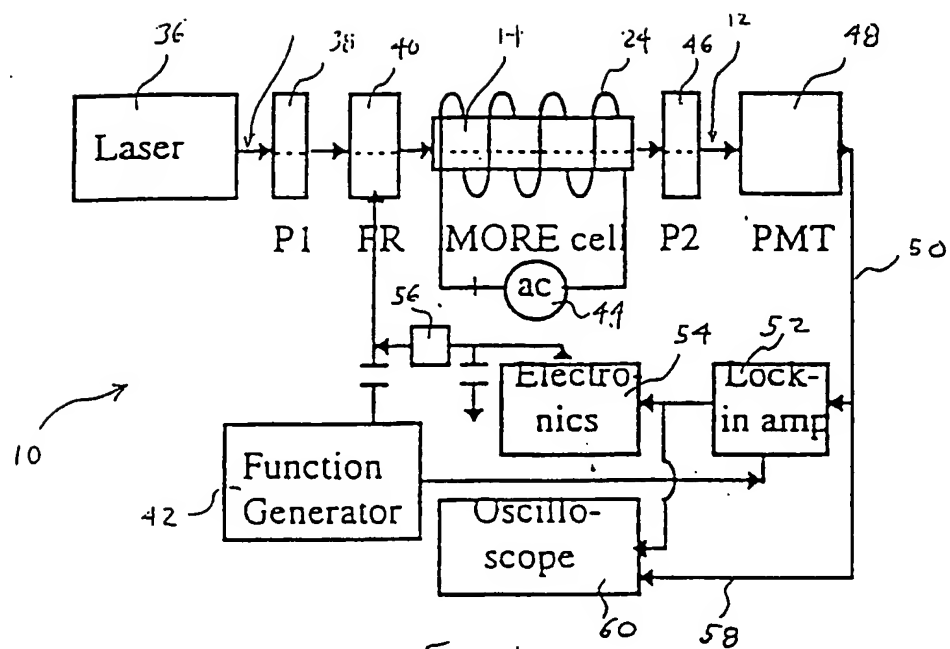 36
38
40
14
24
46
12
48
Laser
P1
FR
MORE cell
P2
PMT
50
ac
44
56
54
52
Electro-
nics
Lock-
in amp
10
Function
Generator
42
Oscillo-
scope
60
58